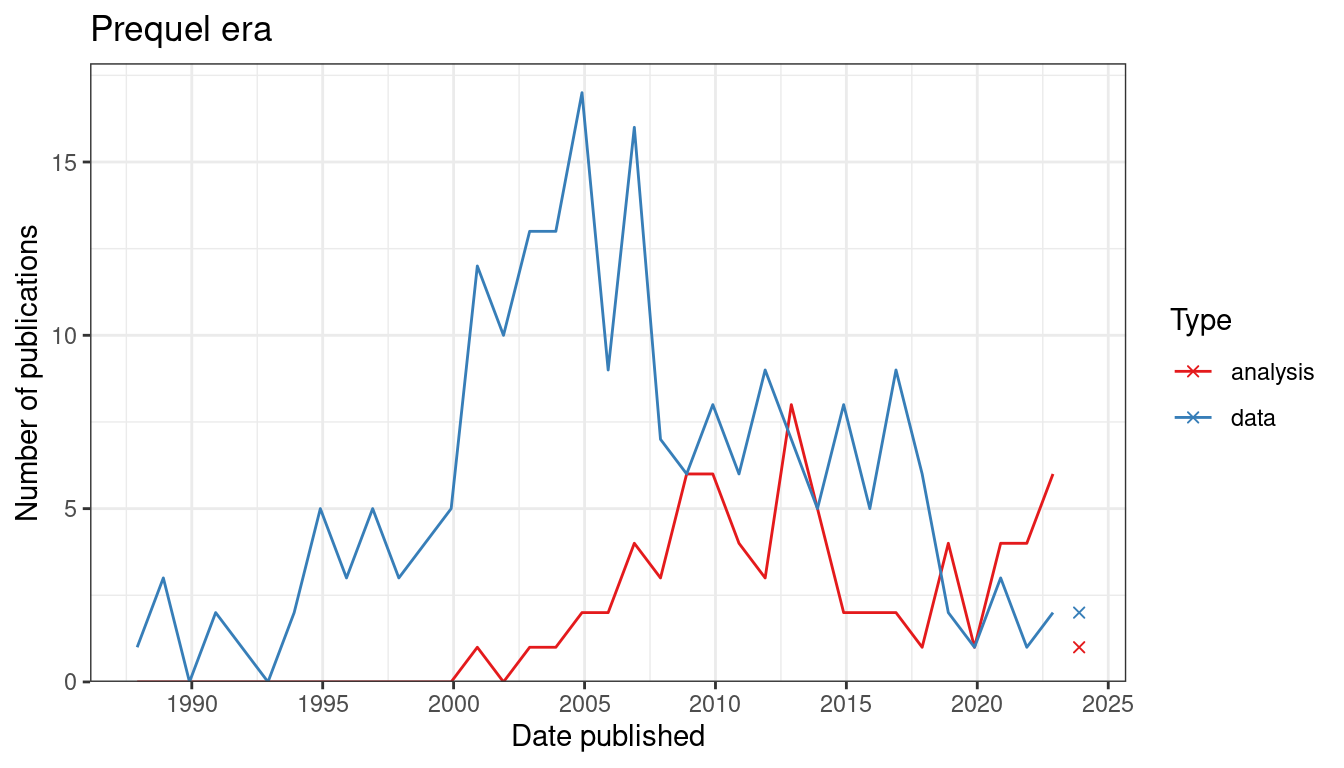 Prequel era
Number of publications
15
10
5
0
1990 1995 2000 2005 2010 2015 2020 2025
Date published
Type
analysis
data